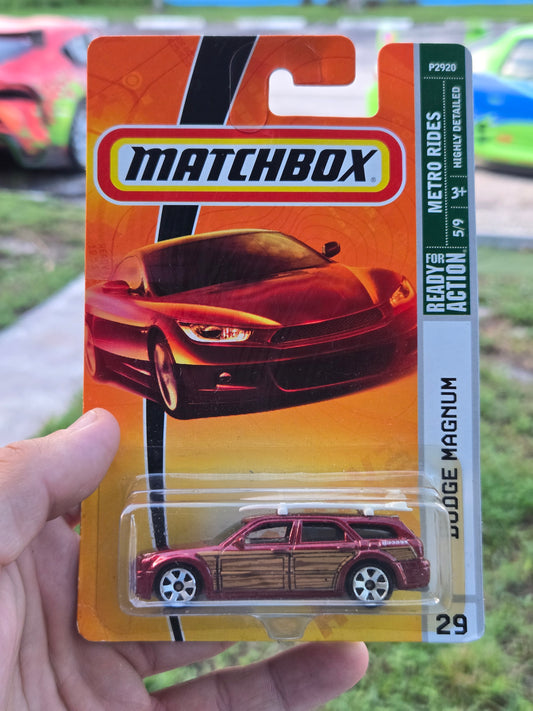 MATCHBOX
P2920
METRO RIDES
HIGHLY DETAILED
5/9
3+
READY FOR
ACTION
DODGE MAGNUM
29